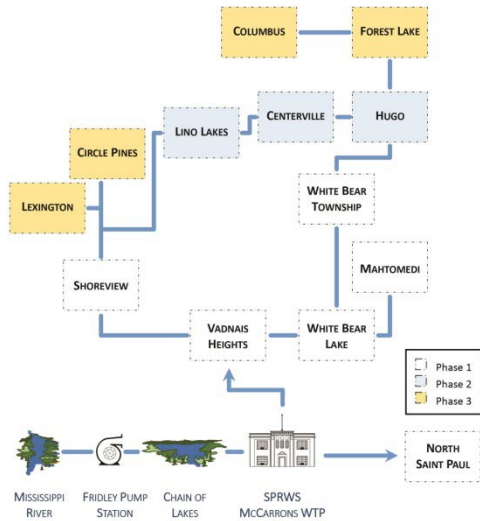 COLUMBUS
FOREST LAKE
LINO LAKES
CENTERVILLE
HUGO
CIRCLE PINES
LEXINGTON
WHITE BEAR
TOWNSHIP
SHOREVIEW
MAHTOMEDI
VADNAIS
HEIGHTS
WHITE BEAR
LAKE
Phase 1
Phase 2
Phase 3
MISSISSIPPI
RIVER
FRIDLEY PUMP
STATION
CHAIN OF
LAKES
SPRWS
MCCARRONS WTP
NORTH
SAINT PAUL